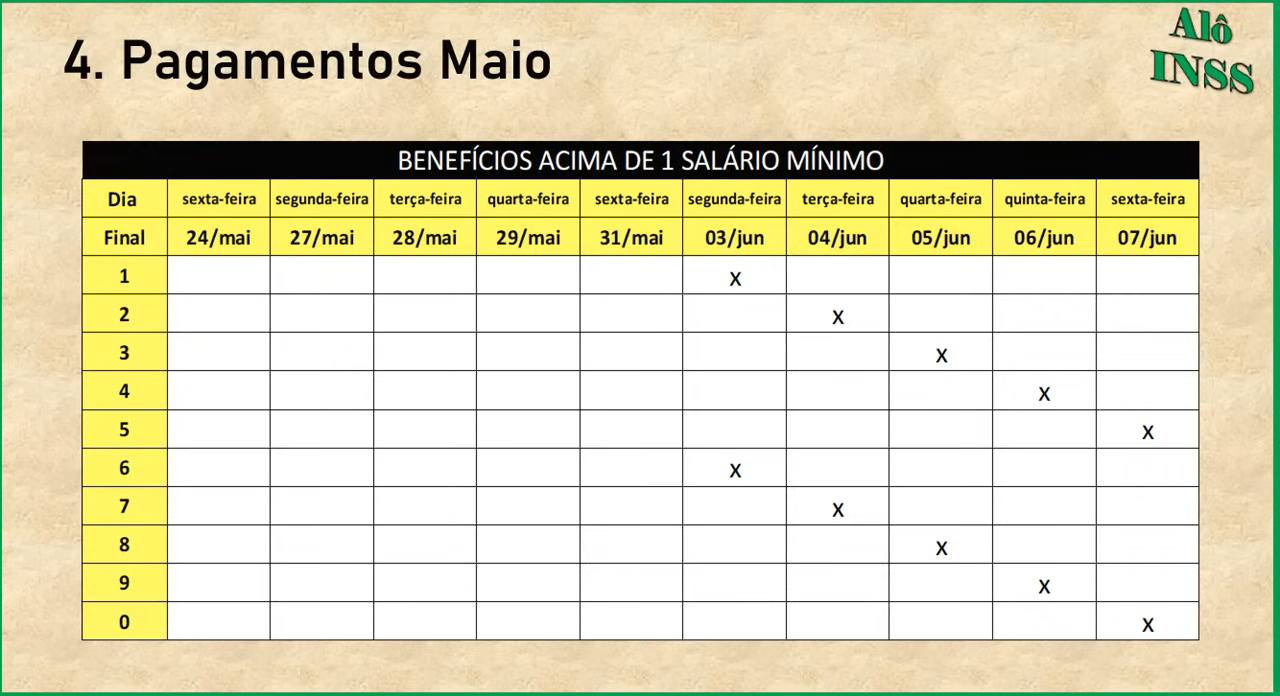 4. Pagamentos Maio
Alô
INSS
BENEFÍCIOS ACIMA DE 1 SALÁRIO MÍNIMO
Dia sexta-feira segunda-feira terça-feira quarta-feira sexta-feira segunda-feira terça-feira quarta-feira quinta-feira sexta-feira
Final 24/mai 27/mai 28/mai 29/mai 31/mai 03/jun 04/jun 05/jun 06/jun 07/jun
1 x
2 x
3 x
4 x
5 x
6 x
7 x
8 x
9 x
0 x